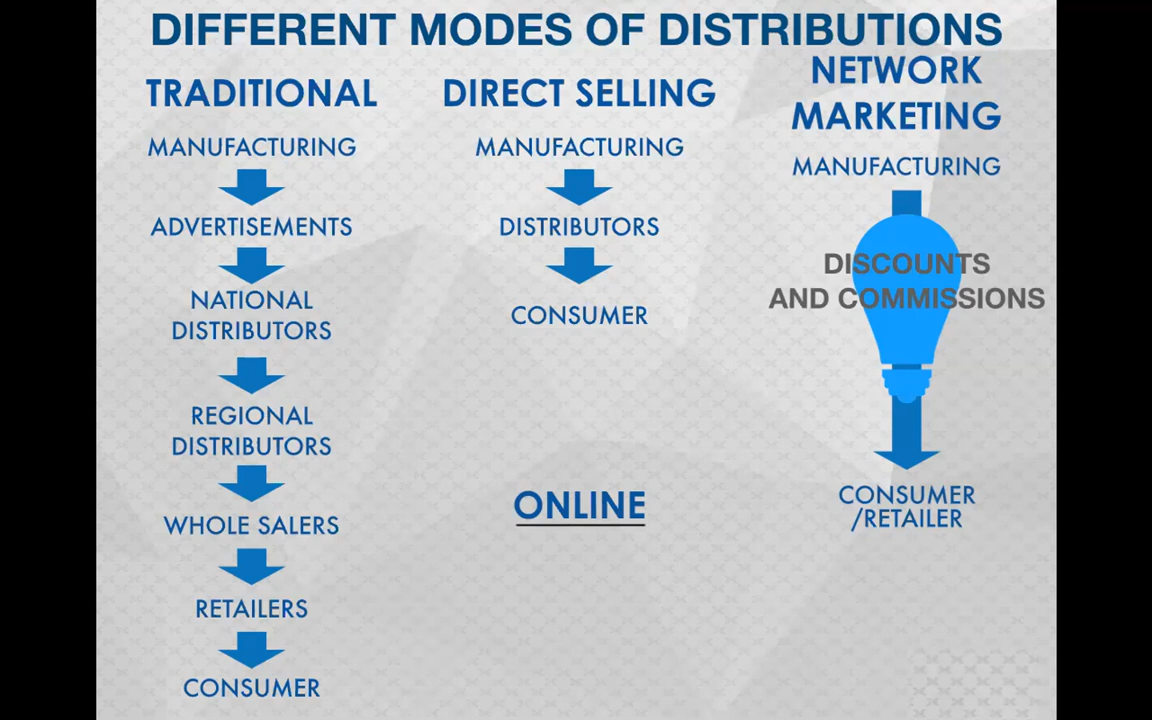 DIFFERENT MODES OF DISTRIBUTIONS
TRADITIONAL
MANUFACTURING
ADVERTISEMENTS
NATIONAL
DISTRIBUTORS
REGIONAL
DISTRIBUTORS
WHOLE SALERS
RETAILERS
CONSUMER
DIRECT SELLING
MANUFACTURING
DISTRIBUTORS
CONSUMER
ONLINE
NETWORK
MARKETING
MANUFACTURING
DISCOUNTS
AND COMMISSIONS
CONSUMER
/RETAILER